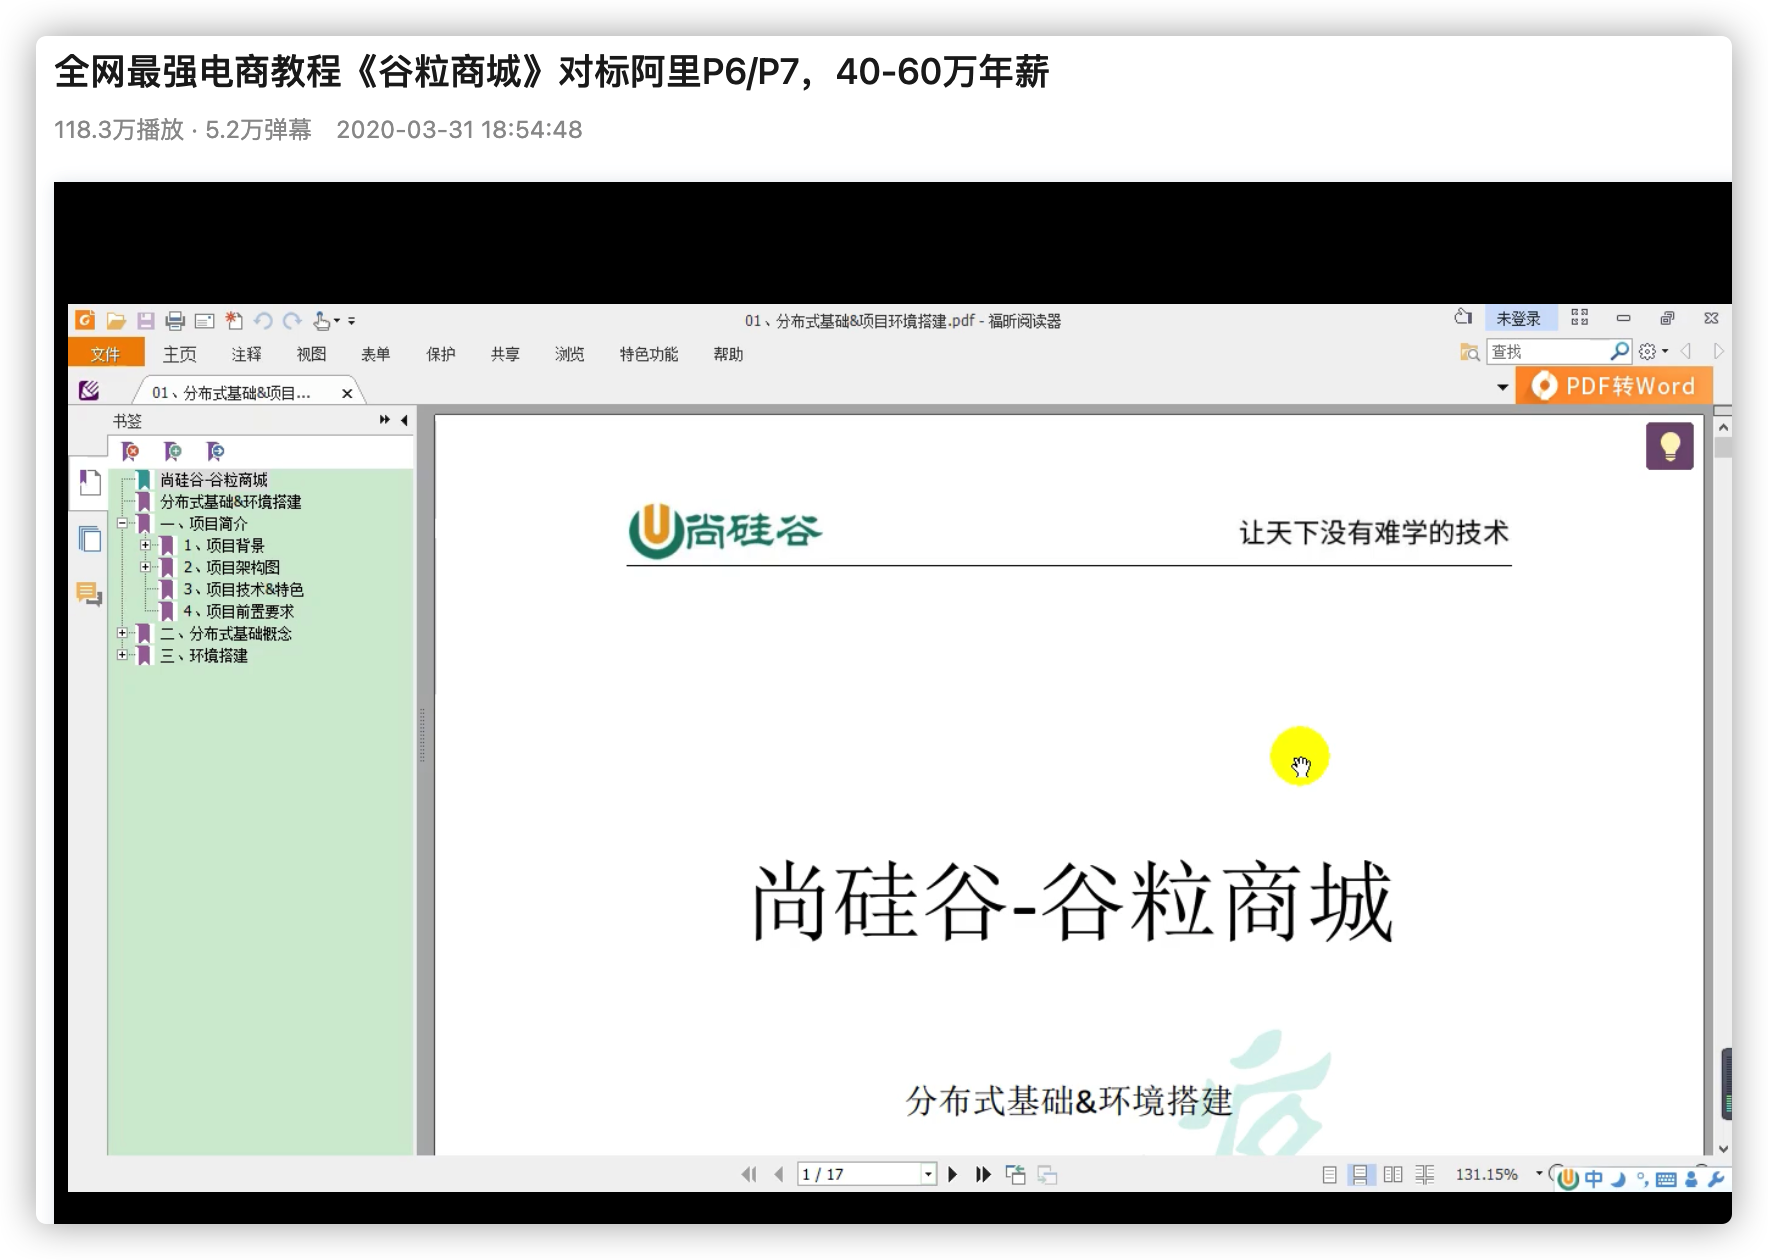 全网最强电商教程《谷粒商城》对标阿里P6/P7，40-60万年薪
118.3万播放 · 5.2万弹幕 2020-03-31 18:54:48
01、分布式基础&项目环境搭建.pdf - 福昕阅读器
未登录
文件 主页 注释 视图 表单 保护 共享 浏览 特色功能 帮助
查找
01、分布式基础&项目...
PDF转Word
书签
尚硅谷-谷粒商城
分布式基础&环境搭建
一、项目简介
1、项目背景
2、项目架构图
3、项目技术&特色
4、项目前置要求
二、分布式基础概念
三、环境搭建
尚硅谷
让天下没有难学的技术
尚硅谷-谷粒商城
分布式基础&环境搭建
谷
1 / 17
131.15%
中